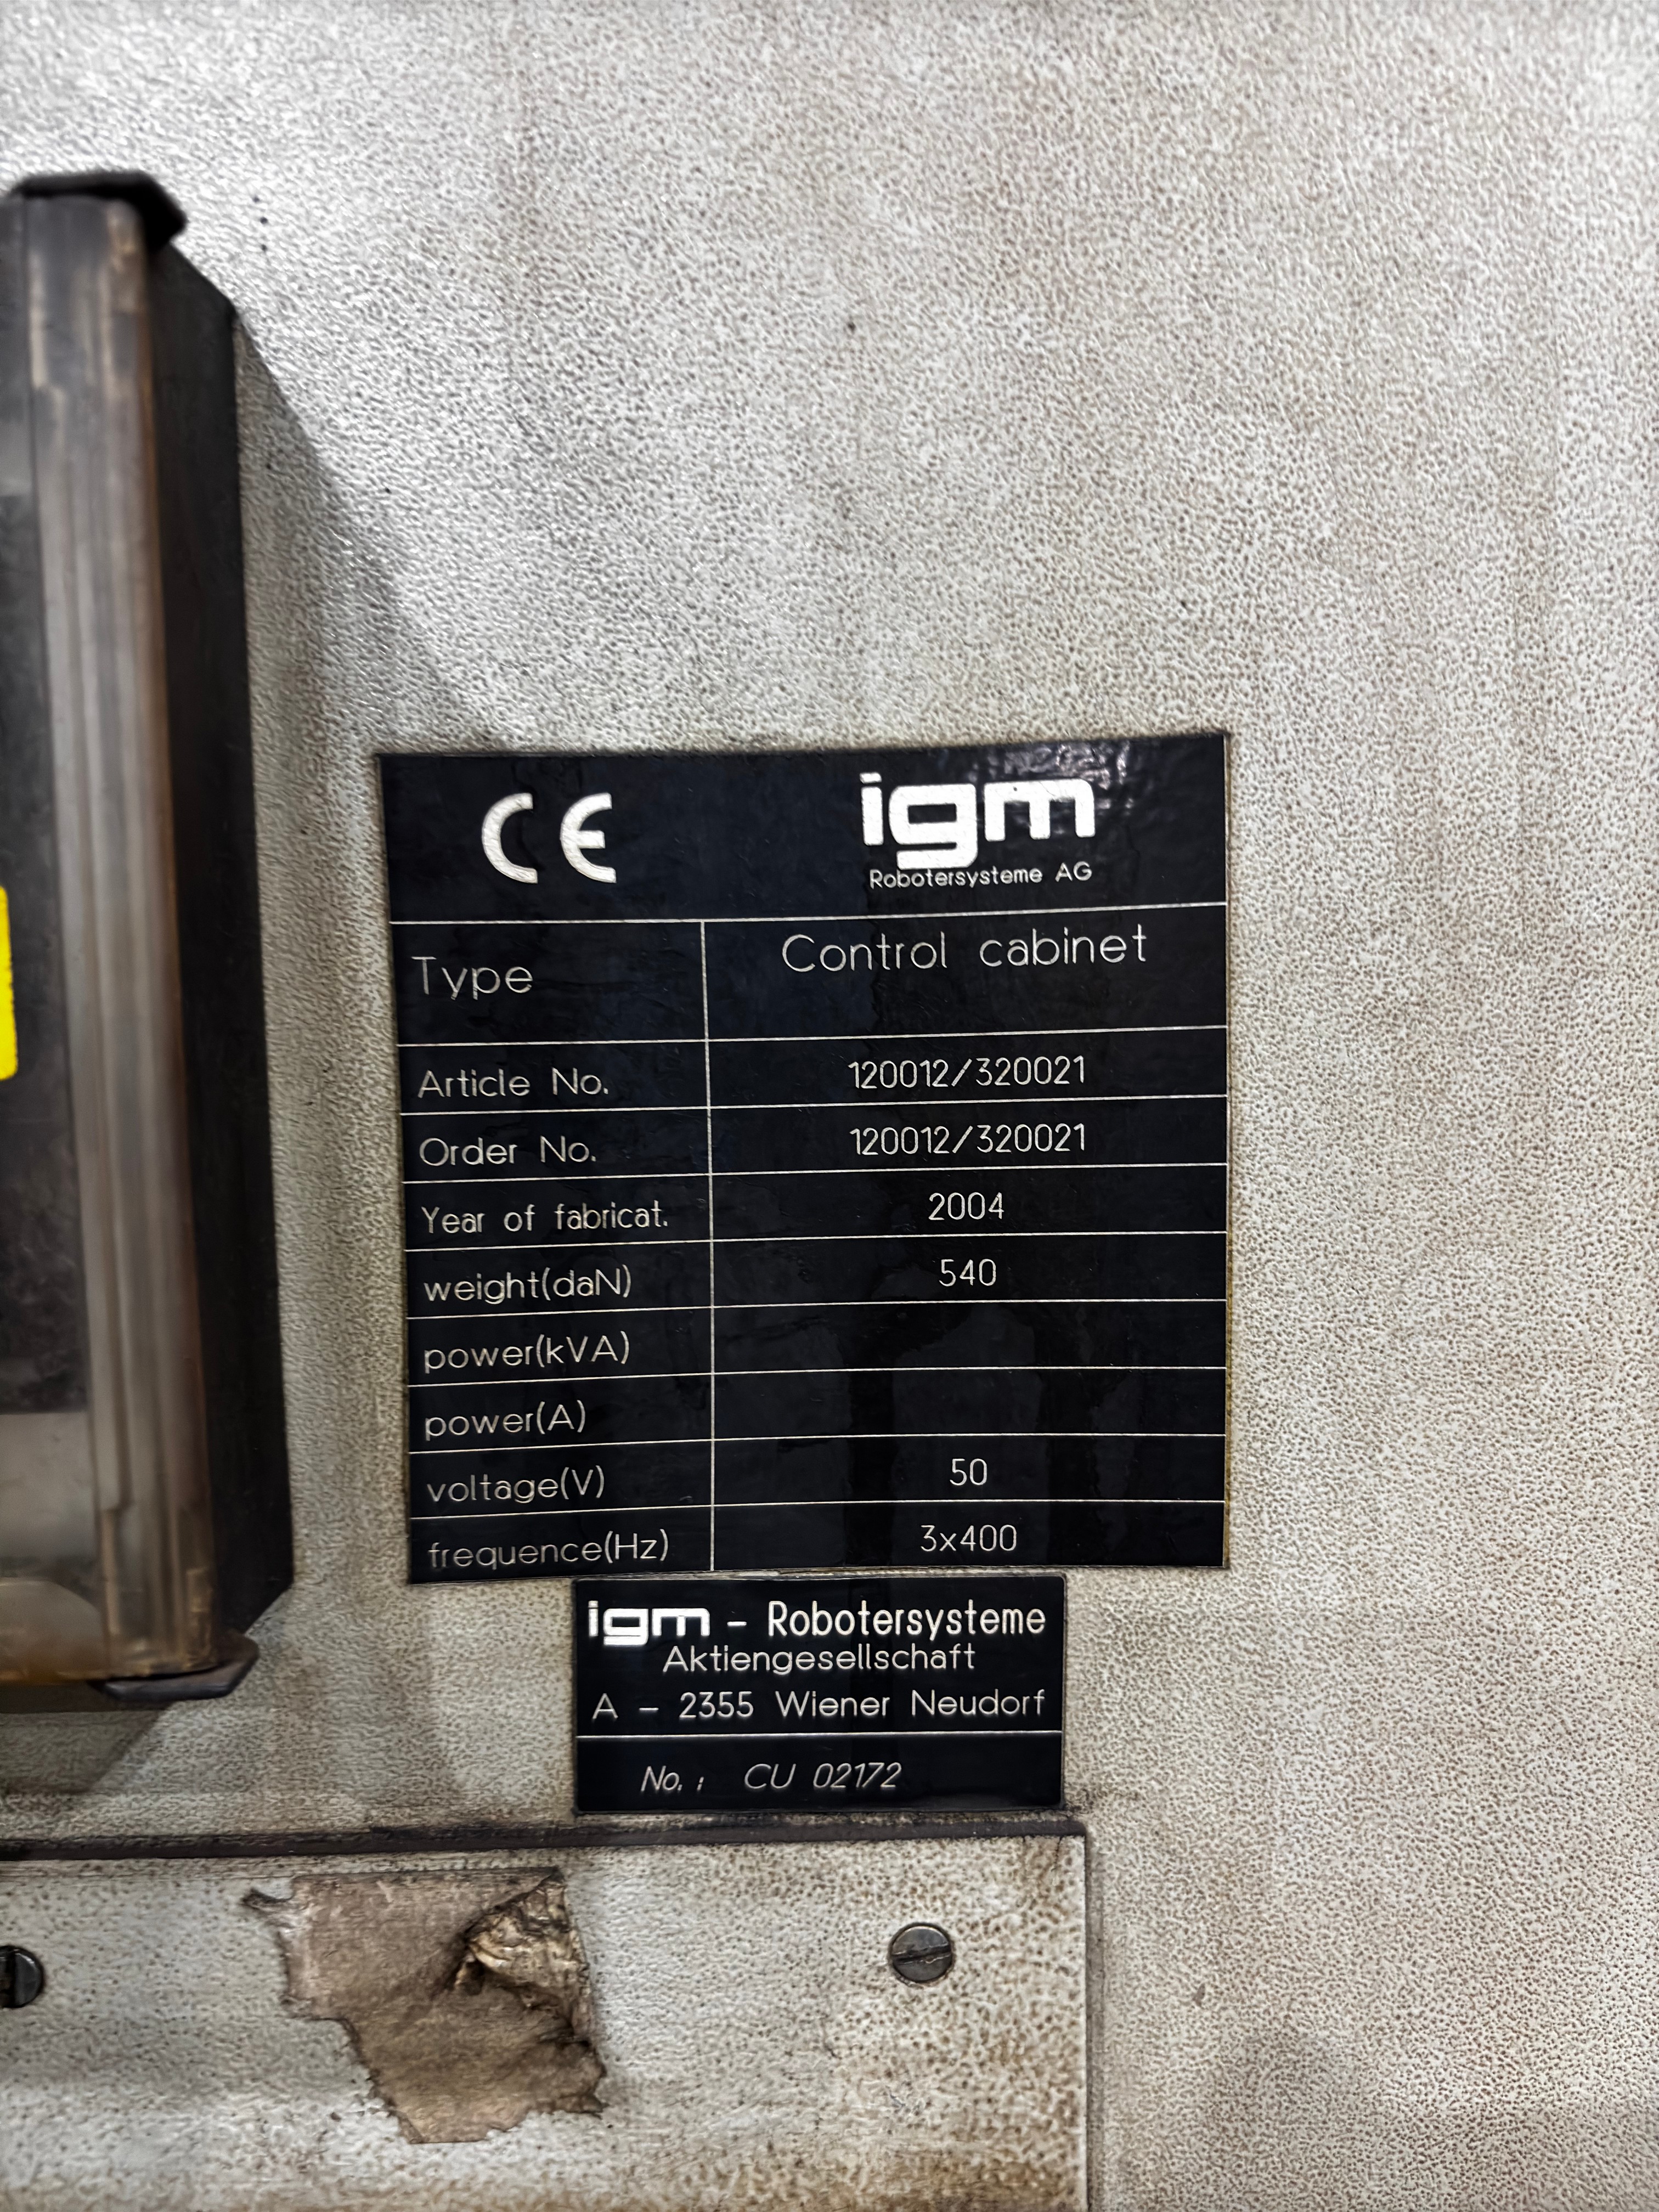 CE
igm
Robotersysteme AG
Type Control cabinet
Article No. 120012/320021
Order No. 120012/320021
Year of fabricat. 2004
weight(daN) 540
power(kVA)
power(A)
voltage(V) 50
frequence(Hz) 3x400
igm - Robotersysteme
Aktiengesellschaft
A - 2355 Wiener Neudorf
No. : CU 02172